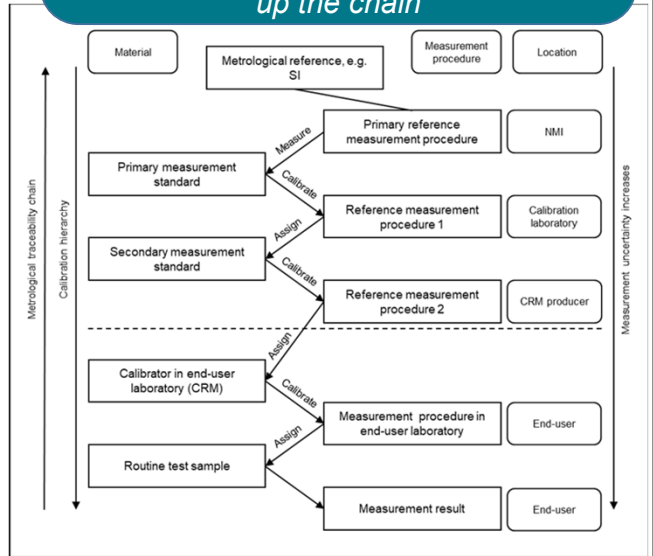 up the chain
Material
Metrological reference, e.g.
SI
Measurement
procedure
Location
Primary reference
measurement procedure
NMI
Measure
Primary measurement
standard
Calibrate
Reference measurement
procedure 1
Calibration
laboratory
Assign
Secondary measurement
standard
Calibrate
Reference measurement
procedure 2
CRM producer
Assign
Calibrator in end-user
laboratory (CRM)
Calibrate
Measurement procedure in
end-user laboratory
End-user
Assign
Routine test sample
Measurement result
End-user
Metrological traceability chain
Calibration hierarchy
Measurement uncertainty increases